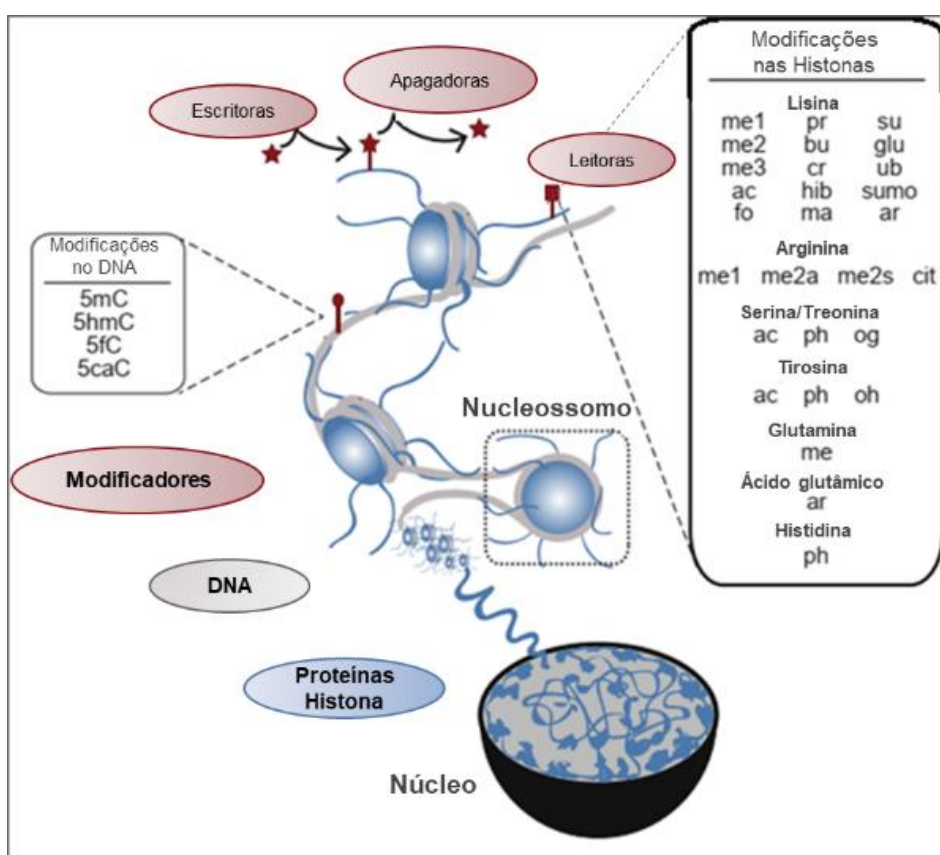 Escritoras
Apagadoras
Leitoras
Modificações
nas Histonas
Lisina
me1 pr su
me2 bu glu
me3 cr ub
ac hib sumo
fo ma ar
Arginina
me1 me2a me2s cit
Serina/Treonina
ac ph og
Tirosina
ac ph oh
Glutamina
me
Ácido glutâmico
ar
Histidina
ph
Modificações
no DNA
5mC
5hmC
5fC
5caC
Nucleossomo
Modificadores
DNA
Proteínas
Histona
Núcleo